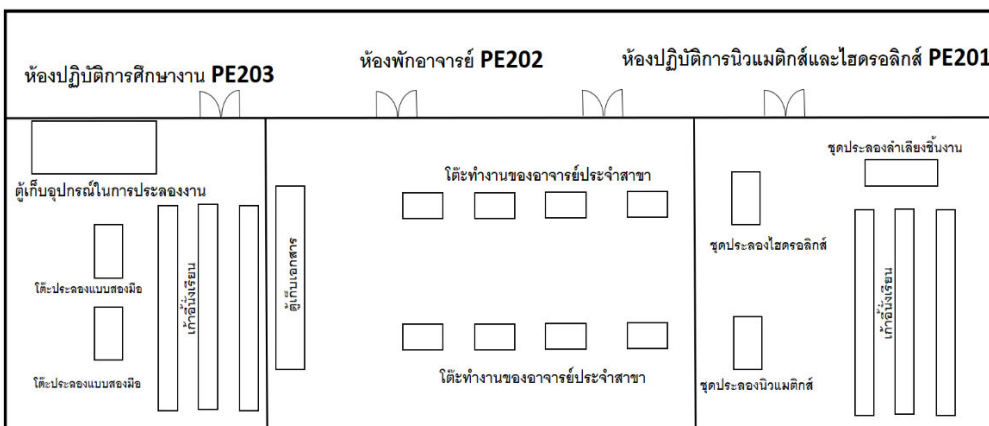 ห้องปฏิบัติการศึกษางาน PE203
ห้องพักอาจารย์ PE202
ห้องปฏิบัติการนิวแมติกส์และไฮดรอลิกส์ PE201
ตู้เก็บอุปกรณ์ในการประลองงาน
โต๊ะประลองแบบสองมือ
โต๊ะประลองแบบสองมือ
เก้าอี้นั่งเรียน
ตู้เก็บเอกสาร
โต๊ะทำงานของอาจารย์ประจำสาขา
โต๊ะทำงานของอาจารย์ประจำสาขา
ชุดประลองลำเลียงชิ้นงาน
ชุดประลองไฮดรอลิกส์
ชุดประลองนิวแมติกส์
เก้าอี้นั่งเรียน